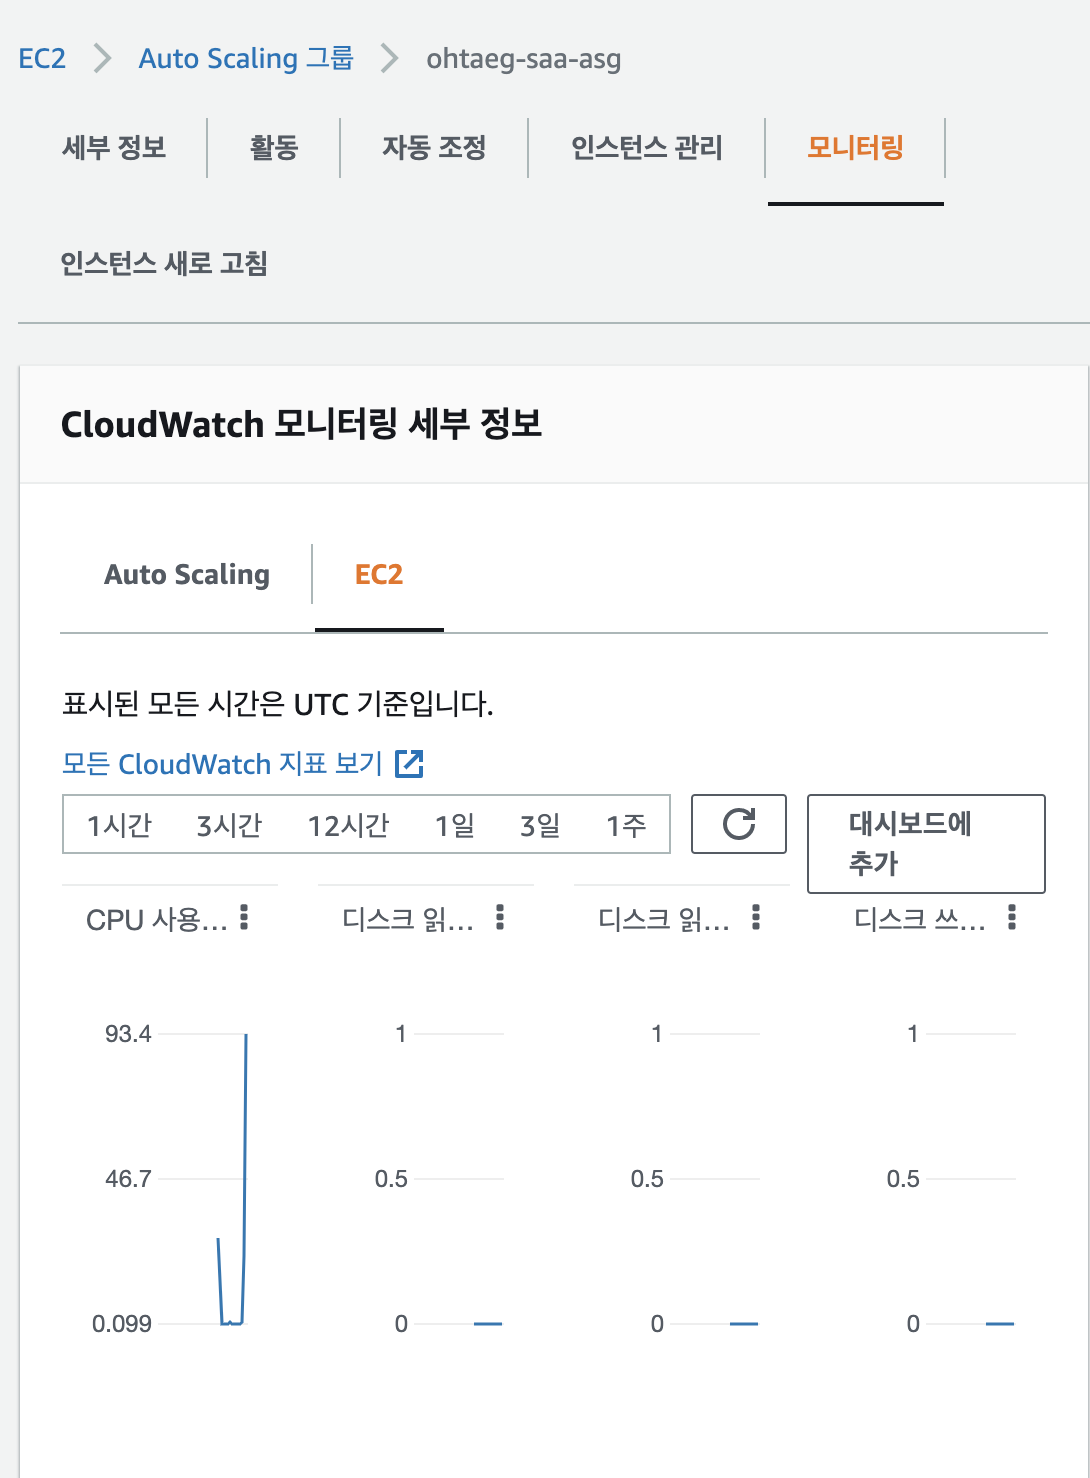 EC2 > Auto Scaling 그룹 > ohtaeg-saa-asg
세부 정보 활동 자동 조정 인스턴스 관리 모니터링
인스턴스 새로 고침
CloudWatch 모니터링 세부 정보
Auto Scaling EC2
표시된 모든 시간은 UTC 기준입니다.
모든 CloudWatch 지표 보기
1시간 3시간 12시간 1일 3일 1주
대시보드에
추가
CPU 사용... 디스크 읽... 디스크 읽... 디스크 쓰...
93.4 1 1 1
46.7 0.5 0.5 0.5
0.099 0 0 0